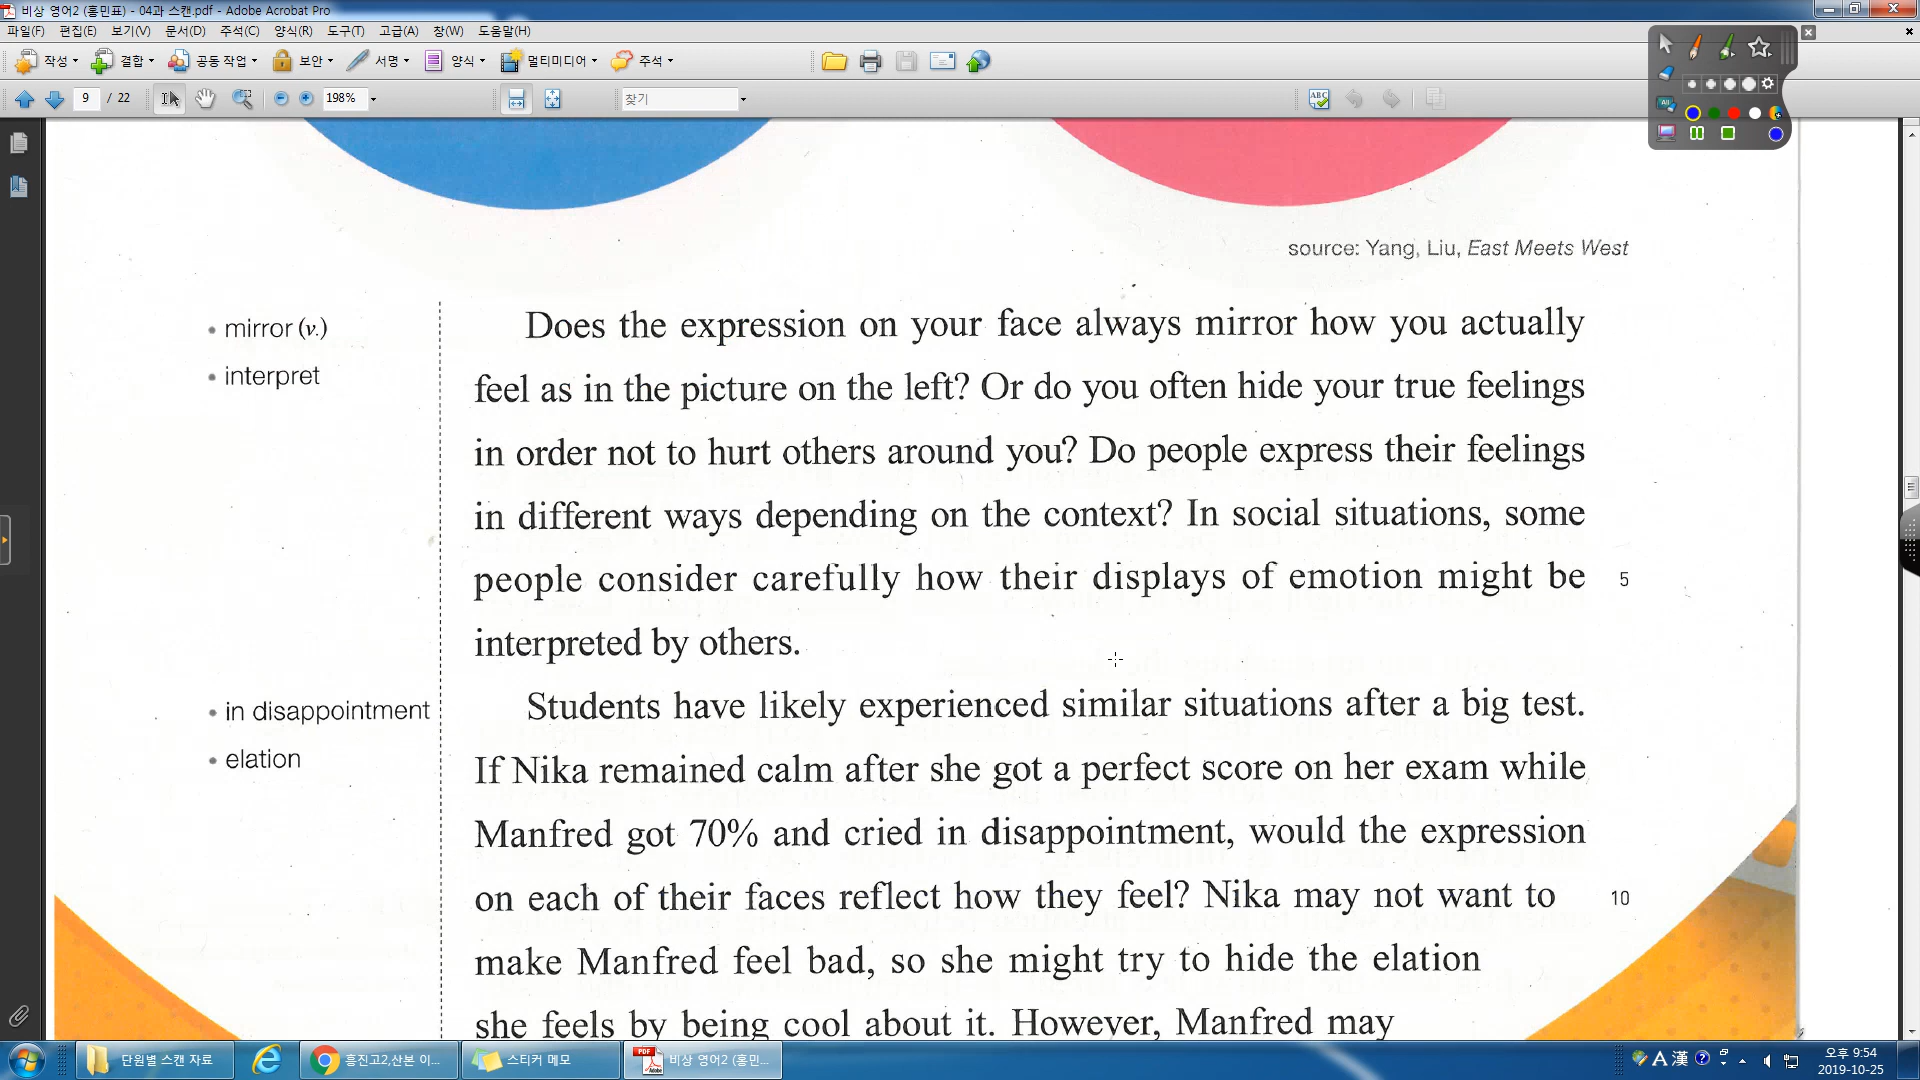 비상 영어2 (홍민표) - 04과 스캔.pdf - Adobe Acrobat Pro
파일(F) 편집(E) 보기(V) 문서(D) 주석(C) 양식(R) 도구(T) 고급(A) 창(W) 도움말(H)
작성 결합 공동 작업 보안 서명 양식 멀티미디어 주석
9 / 22 198% 찾기
source: Yang, Liu, East Meets West
• mirror (v.)
• interpret
Does the expression on your face always mirror how you actually
feel as in the picture on the left? Or do you often hide your true feelings
in order not to hurt others around you? Do people express their feelings
in different ways depending on the context? In social situations, some
people consider carefully how their displays of emotion might be 5
interpreted by others.
• in disappointment
• elation
Students have likely experienced similar situations after a big test.
If Nika remained calm after she got a perfect score on her exam while
Manfred got 70% and cried in disappointment, would the expression
on each of their faces reflect how they feel? Nika may not want to 10
make Manfred feel bad, so she might try to hide the elation
she feels by being cool about it. However, Manfred may
단원별 스캔 자료 흥진고2,산본 이... 스티커 메모 비상 영어2 (홍민... A 漢 오후 9:54
2019-10-25